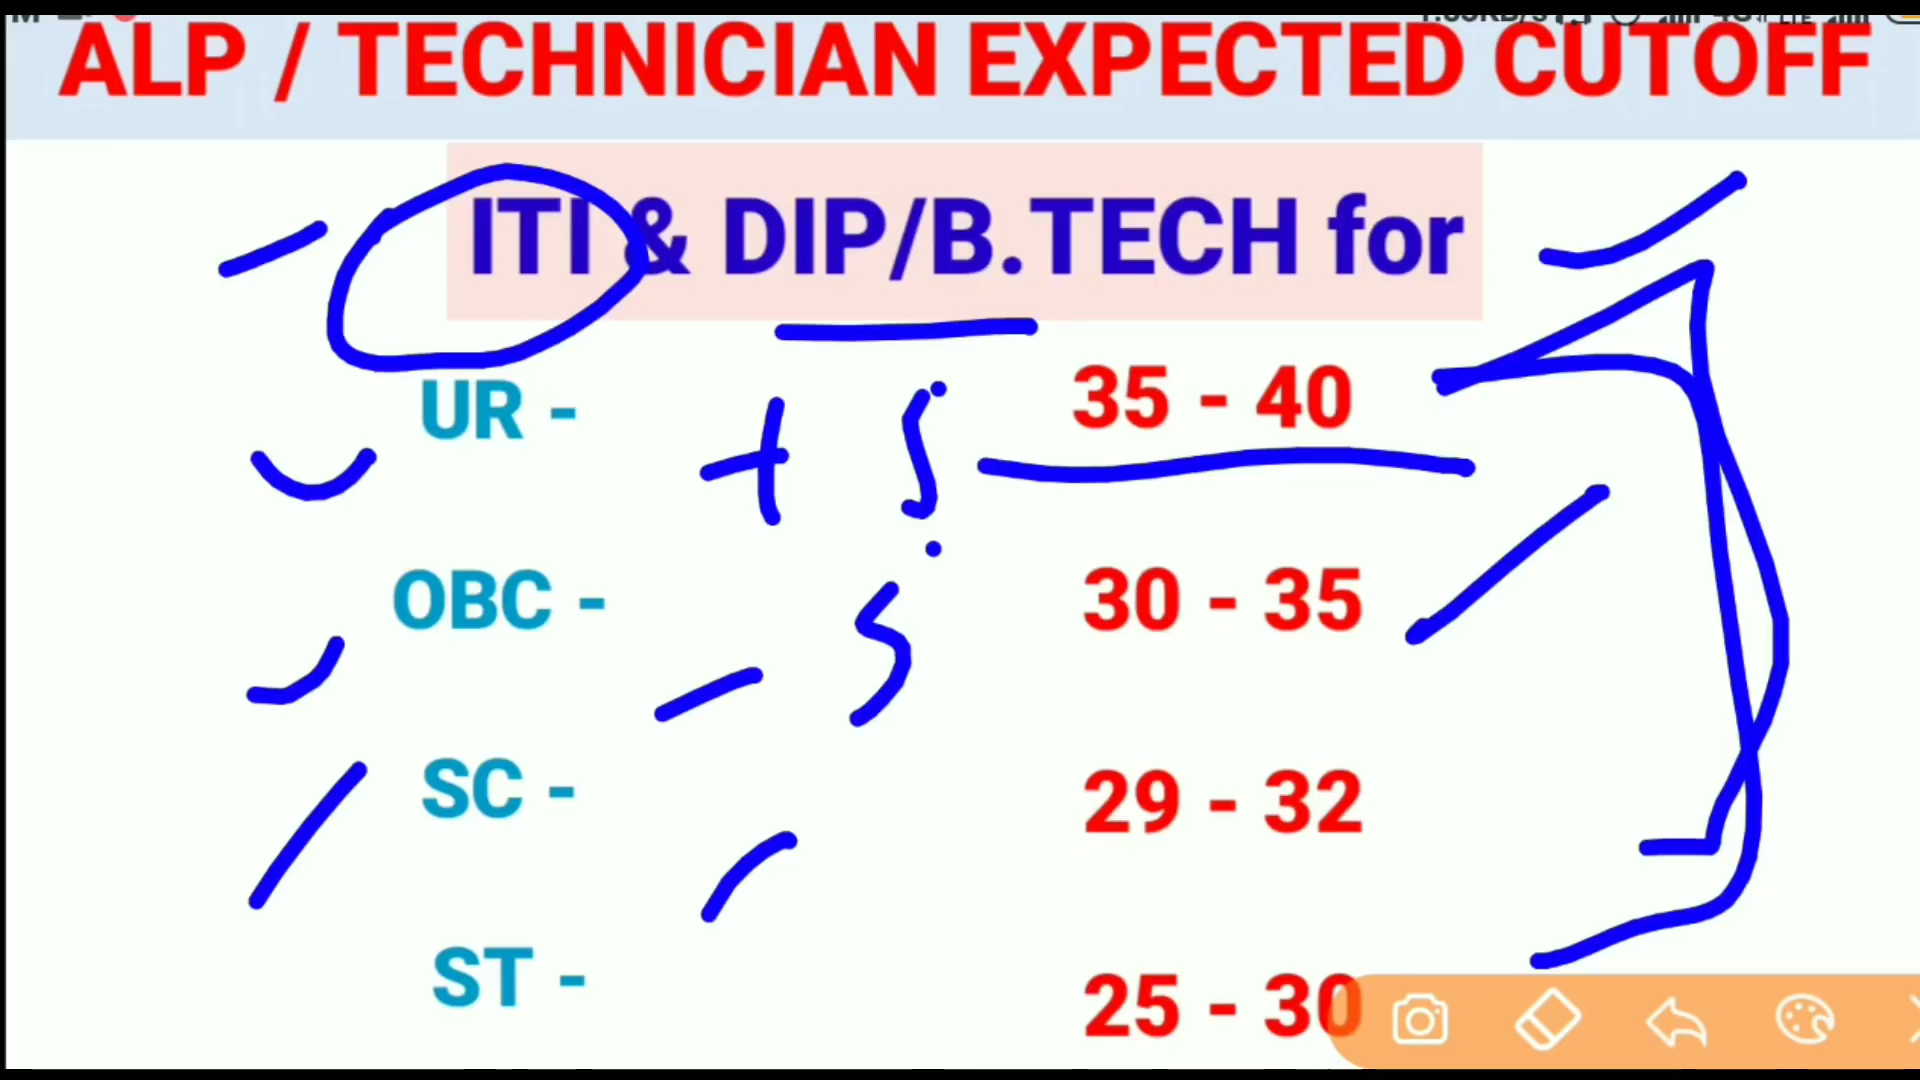 ALP / TECHNICIAN EXPECTED CUTOFF
ITI & DIP/B.TECH for
UR - 35 - 40
OBC - 30 - 35
SC - 29 - 32
ST - 25 - 30